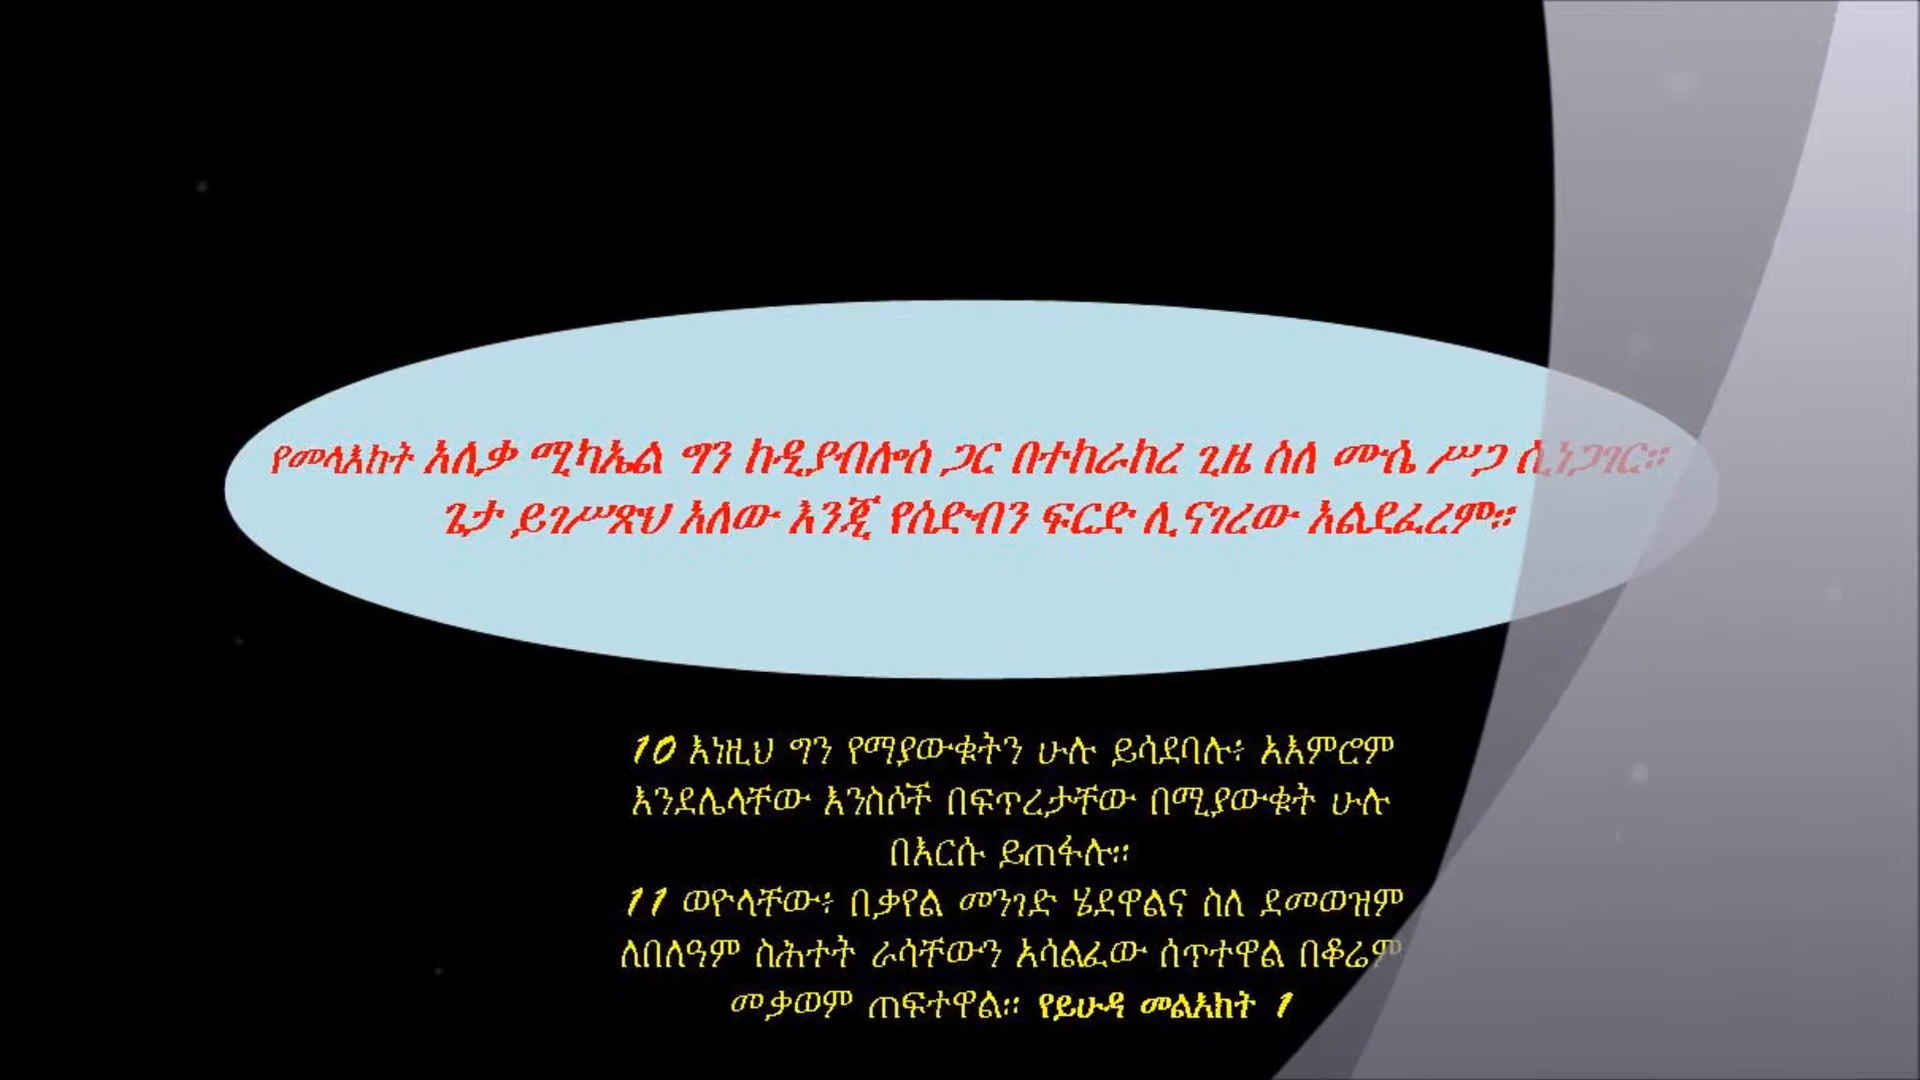 የመላእክት አለቃ ሚካኤል ግን ከዲያብሎስ ጋር በተከራከረ ጊዜ ስለ ሙሴ ሥጋ ሲነጋገር።
ጌታ ይገሥጽህ አለው እንጂ የስድብን ፍርድ ሊናገረው አልደፈረም።
10 እነዚህ ግን የማያውቁትን ሁሉ ይሳደባሉ፥ አእምሮም
እንደሌላቸው እንስሶች በፍጥረታቸው በሚያውቁት ሁሉ
በእርሱ ይጠፋሉ።
11 ወዮላቸው፥ በቃየል መንገድ ሄደዋልና ስለ ደመወዝም
ለበለዓም ስሕተት ራሳቸውን አሳልፈው ሰጥተዋል በቆሬም
መቃወም ጠፍተዋል። የይሁዳ መልእክት 1